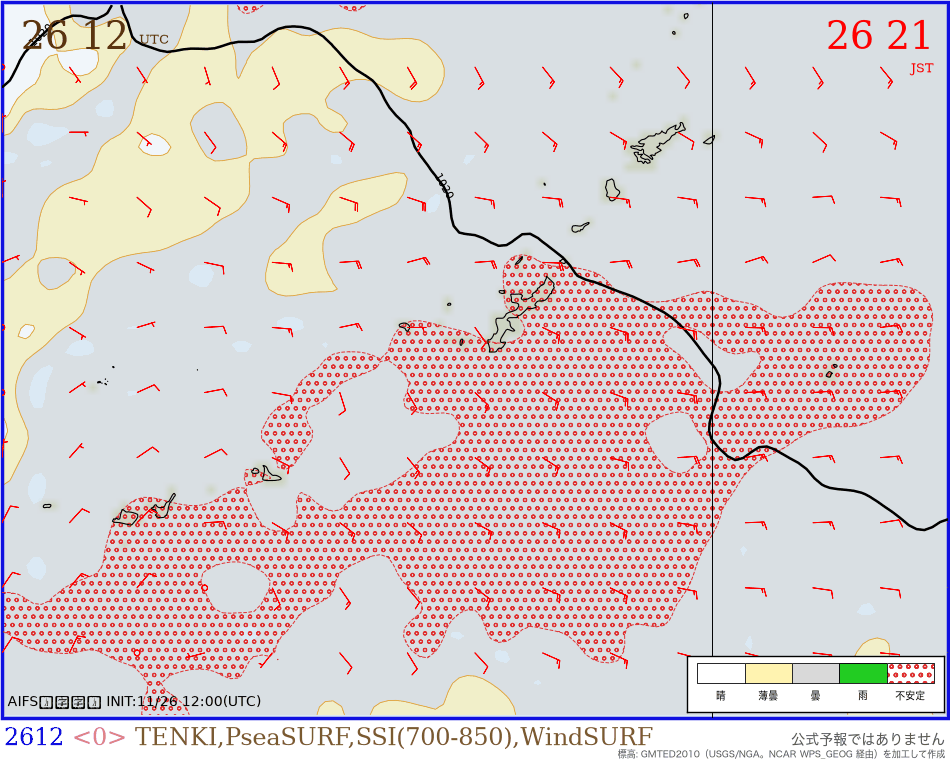 26 12 UTC
26 21
JST
1020
AIFS INIT:11/26 12:00(UTC)
晴 薄曇 曇 雨 不安定
2612 <0> TENKI,PseaSURF,SSI(700-850),WindSURF
公式予報ではありません
標高: GMTED2010（USGS/NGA。NCAR WPS_GEOG 経由）を加工して作成